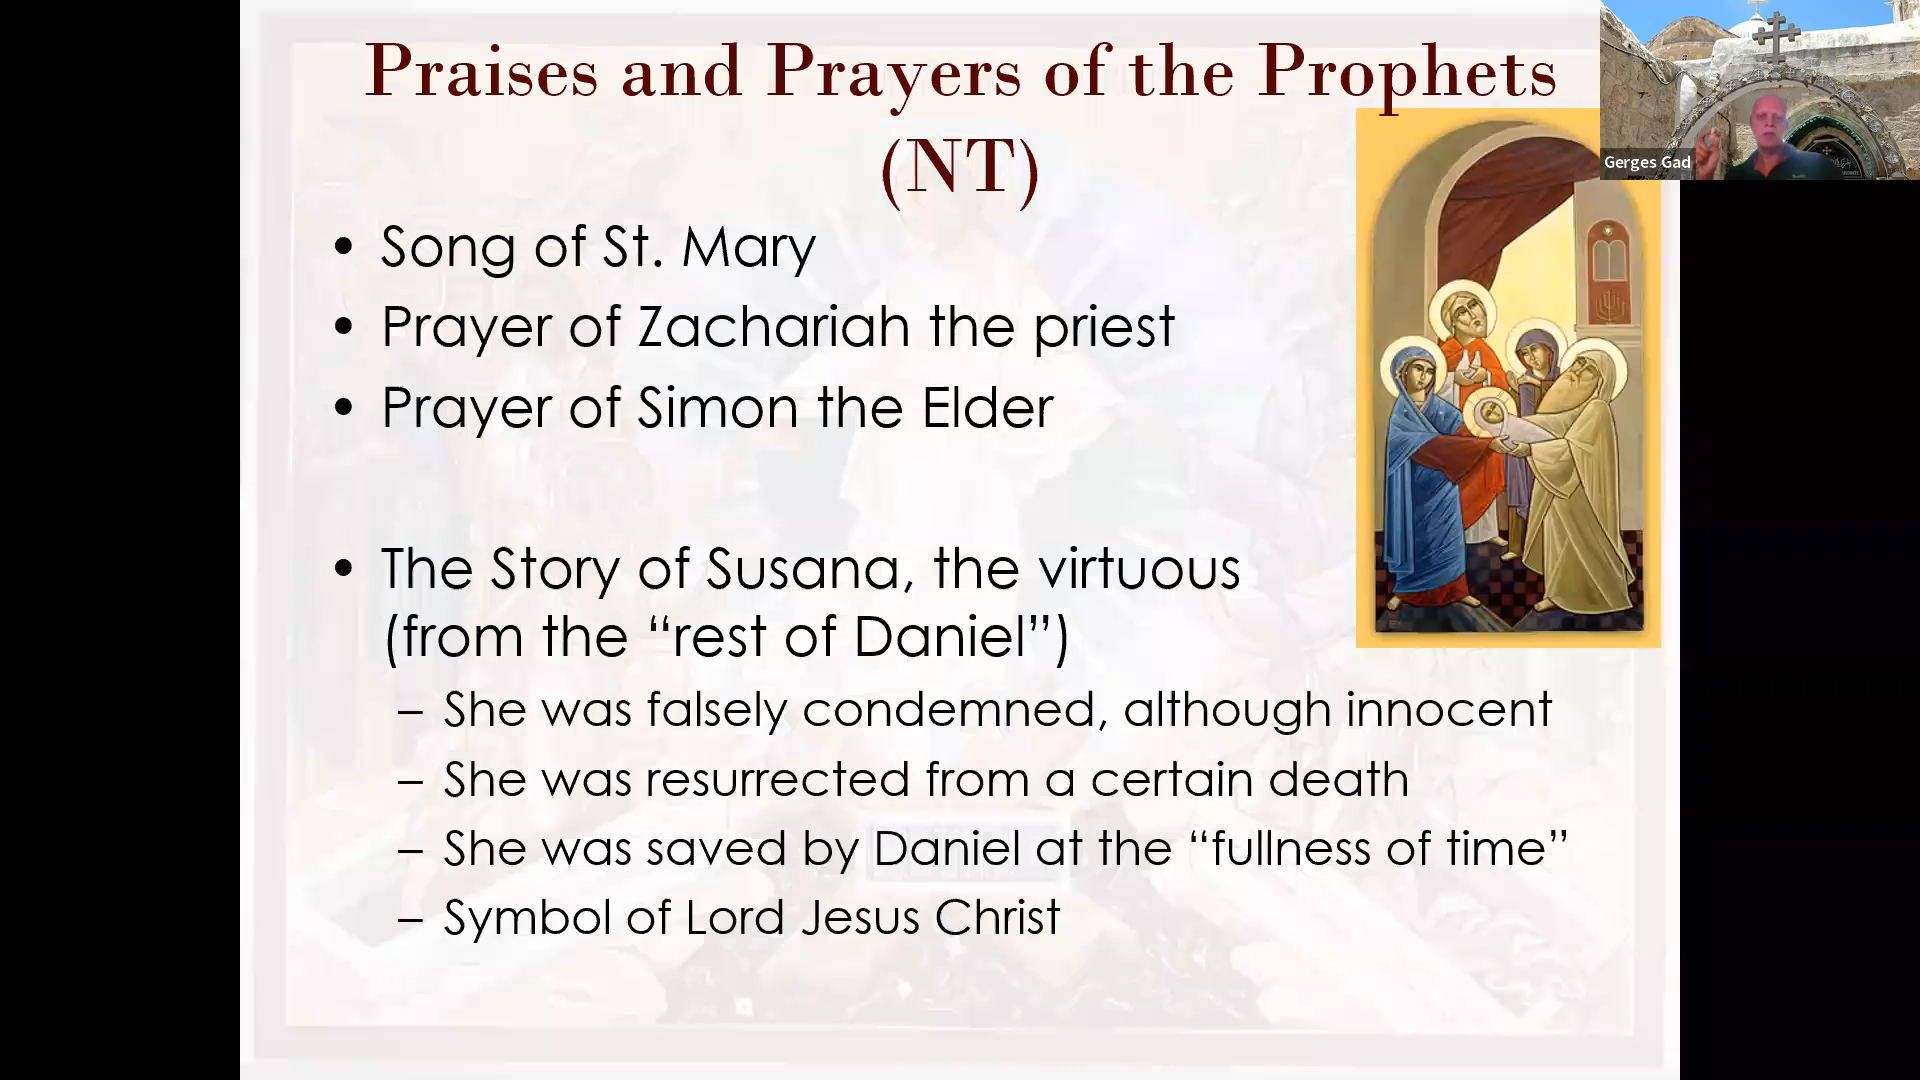 Praises and Prayers of the Prophets
(NT)
Gerges Gad
• Song of St. Mary
• Prayer of Zachariah the priest
• Prayer of Simon the Elder
• The Story of Susana, the virtuous
(from the “rest of Daniel”)
– She was falsely condemned, although innocent
– She was resurrected from a certain death
– She was saved by Daniel at the “fullness of time”
– Symbol of Lord Jesus Christ